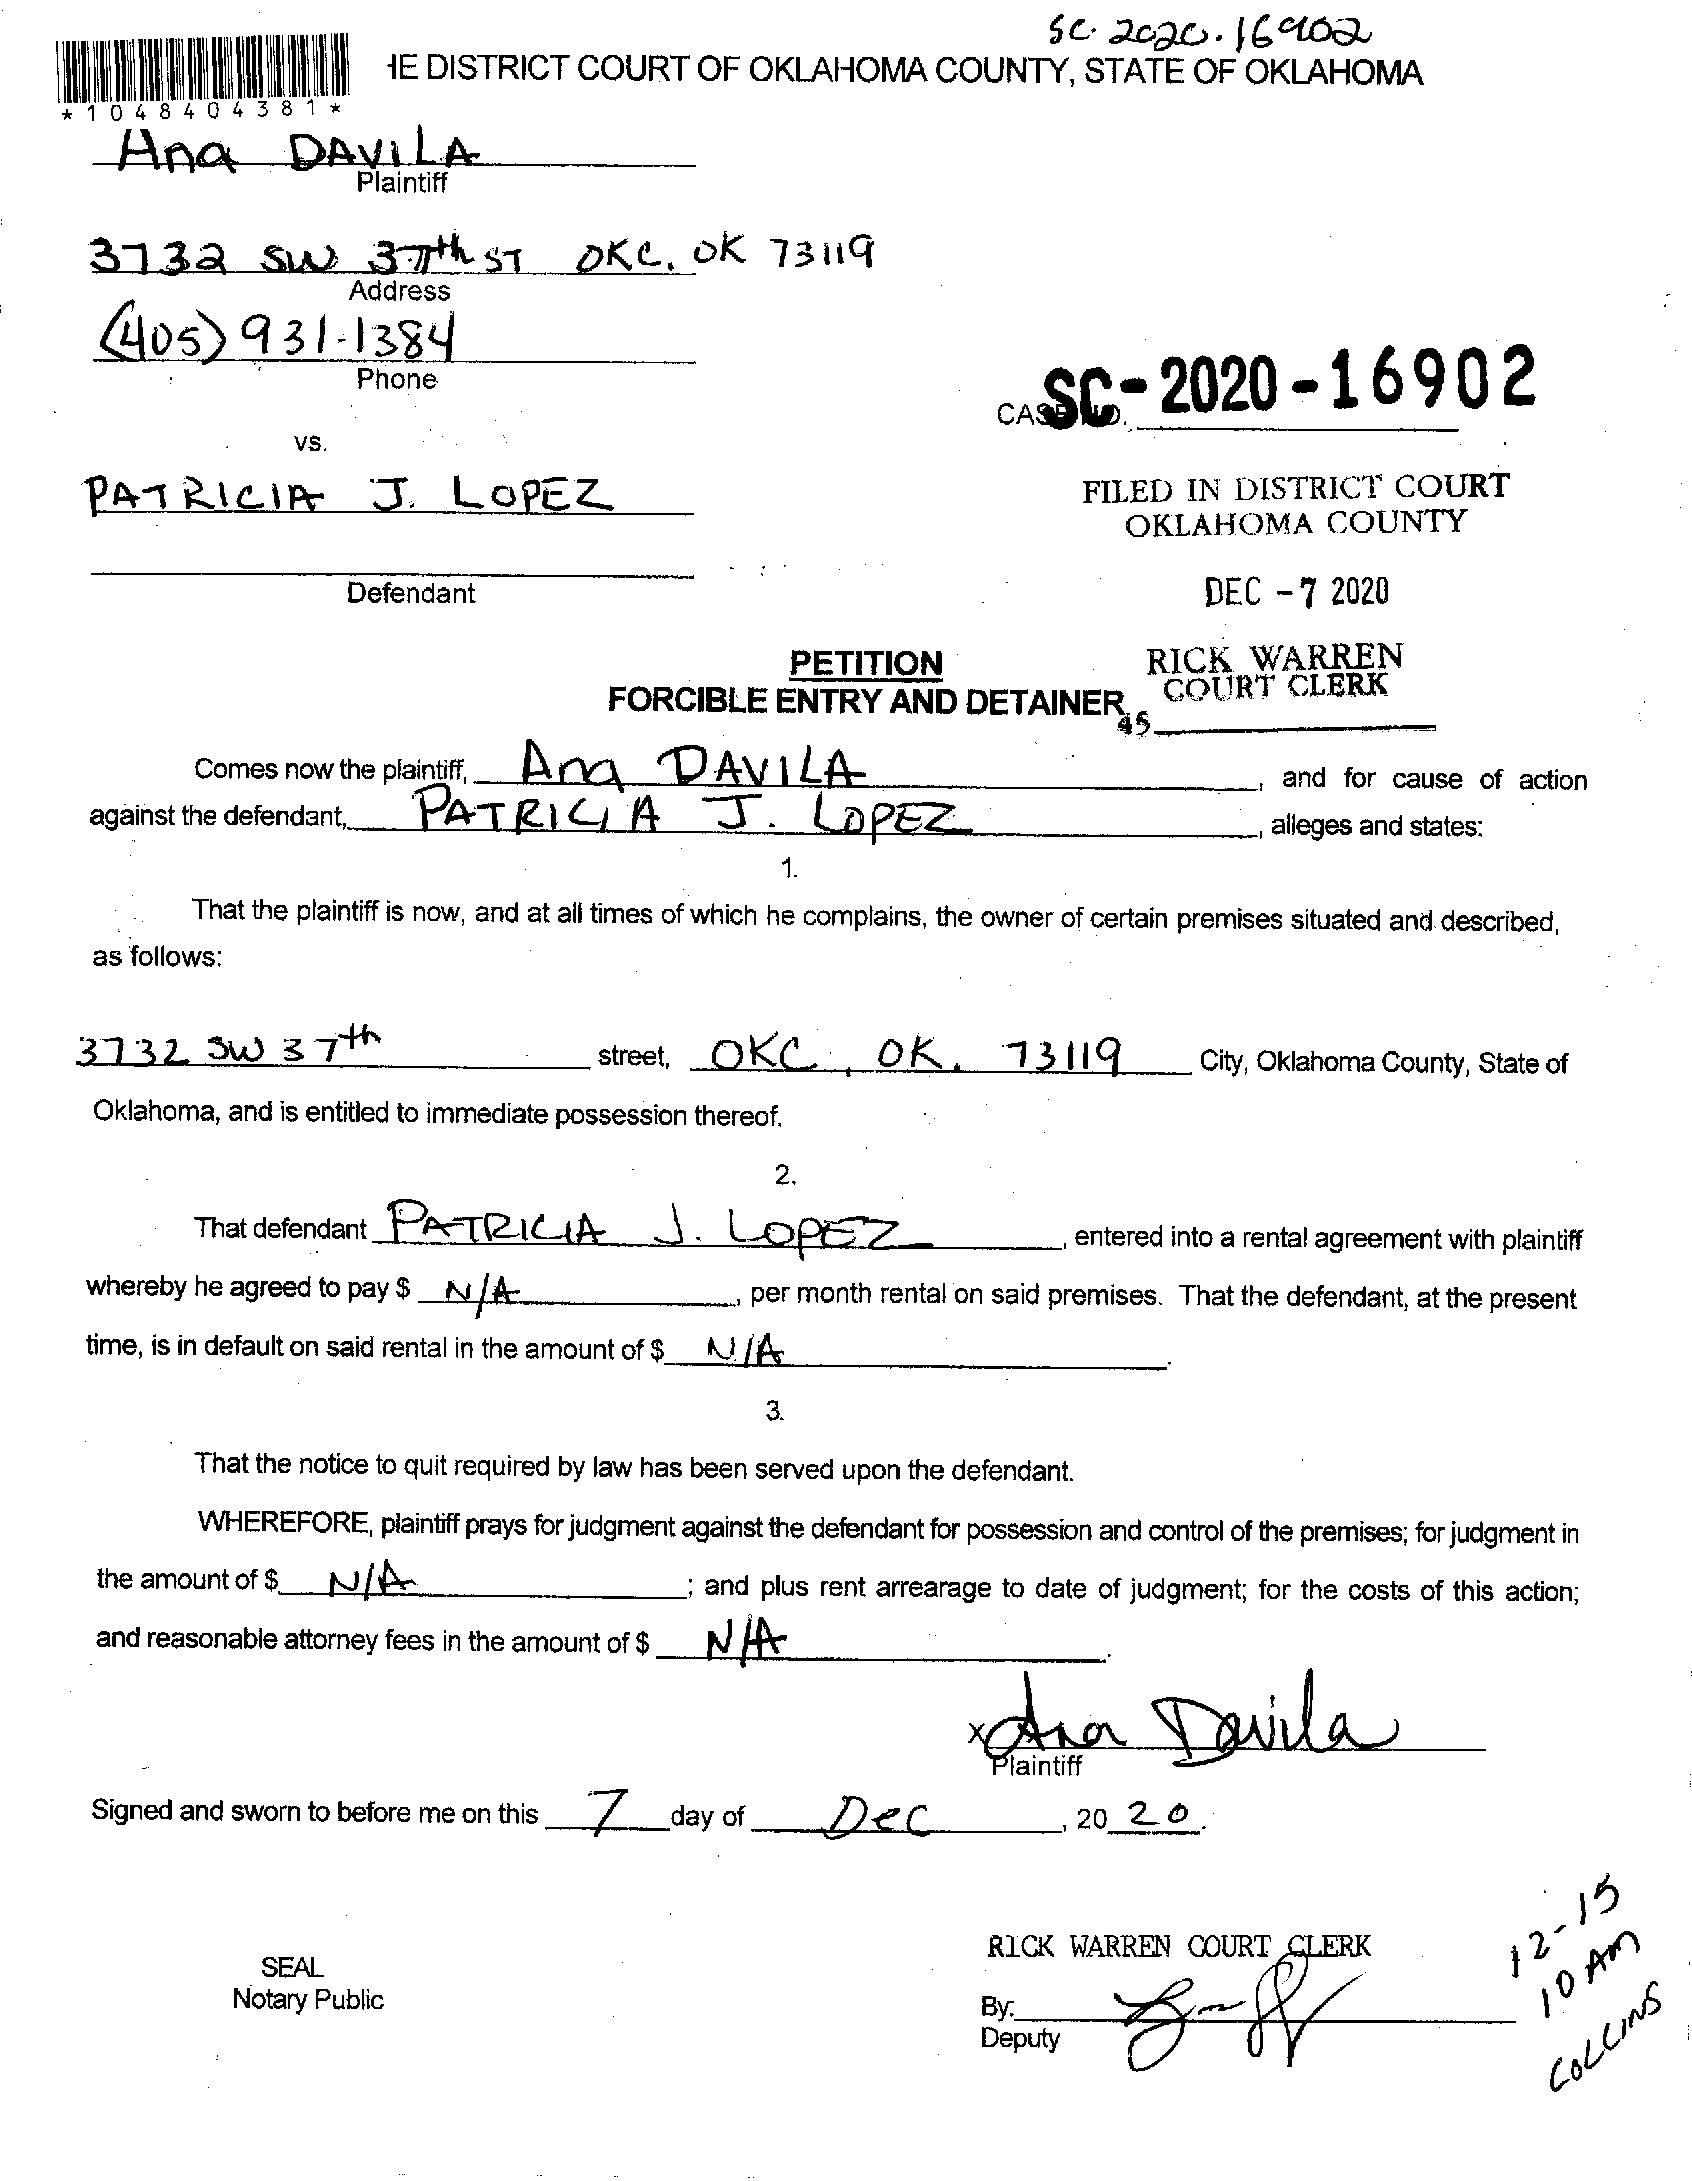 SC-2020-16902
HE DISTRICT COURT OF OKLAHOMA COUNTY, STATE OF OKLAHOMA
*1048404381*
Ana DAVILA
Plaintiff
3732 SW 37th ST OKC, OK 73119
Address
(405) 931-1384
Phone
CASE NO. SC-2020-16902
vs.
PATRICIA J. LOPEZ
FILED IN DISTRICT COURT
OKLAHOMA COUNTY
Defendant
DEC -7 2020
PETITION
RICK WARREN
FORCIBLE ENTRY AND DETAINER
COURT CLERK
45
Comes now the plaintiff, Ana DAVILA, and for cause of action
against the defendant, PATRICIA J. LOPEZ, alleges and states:
1.
That the plaintiff is now, and at all times of which he complains, the owner of certain premises situated and described,
as follows:
3732 SW 37th street, OKC, OK. 73119 City, Oklahoma County, State of
Oklahoma, and is entitled to immediate possession thereof.
2.
That defendant PATRICIA J. LOPEZ, entered into a rental agreement with plaintiff
whereby he agreed to pay $ N/A, per month rental on said premises. That the defendant, at the present
time, is in default on said rental in the amount of $ N/A.
3.
That the notice to quit required by law has been served upon the defendant.
WHEREFORE, plaintiff prays for judgment against the defendant for possession and control of the premises; for judgment in
the amount of $ N/A; and plus rent arrearage to date of judgment; for the costs of this action;
and reasonable attorney fees in the amount of $ N/A.
x Ana Davila
Plaintiff
Signed and sworn to before me on this 7 day of Dec, 20 20.
12-15
10 AM
COLLINS
RICK WARREN COURT CLERK
SEAL
Notary Public
By:
Deputy